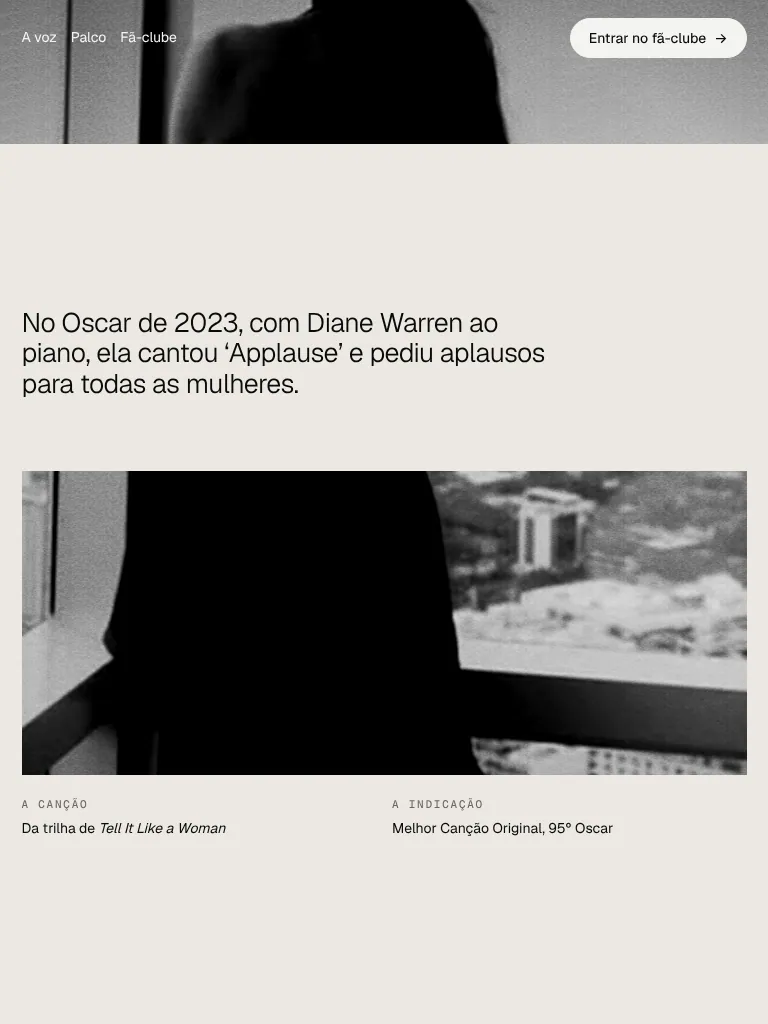 A voz Palco Fã-clube
Entrar no fã-clube →
No Oscar de 2023, com Diane Warren ao
piano, ela cantou ‘Applause’ e pediu aplausos
para todas as mulheres.
A CANÇÃO
Da trilha de Tell It Like a Woman
A INDICAÇÃO
Melhor Canção Original, 95º Oscar